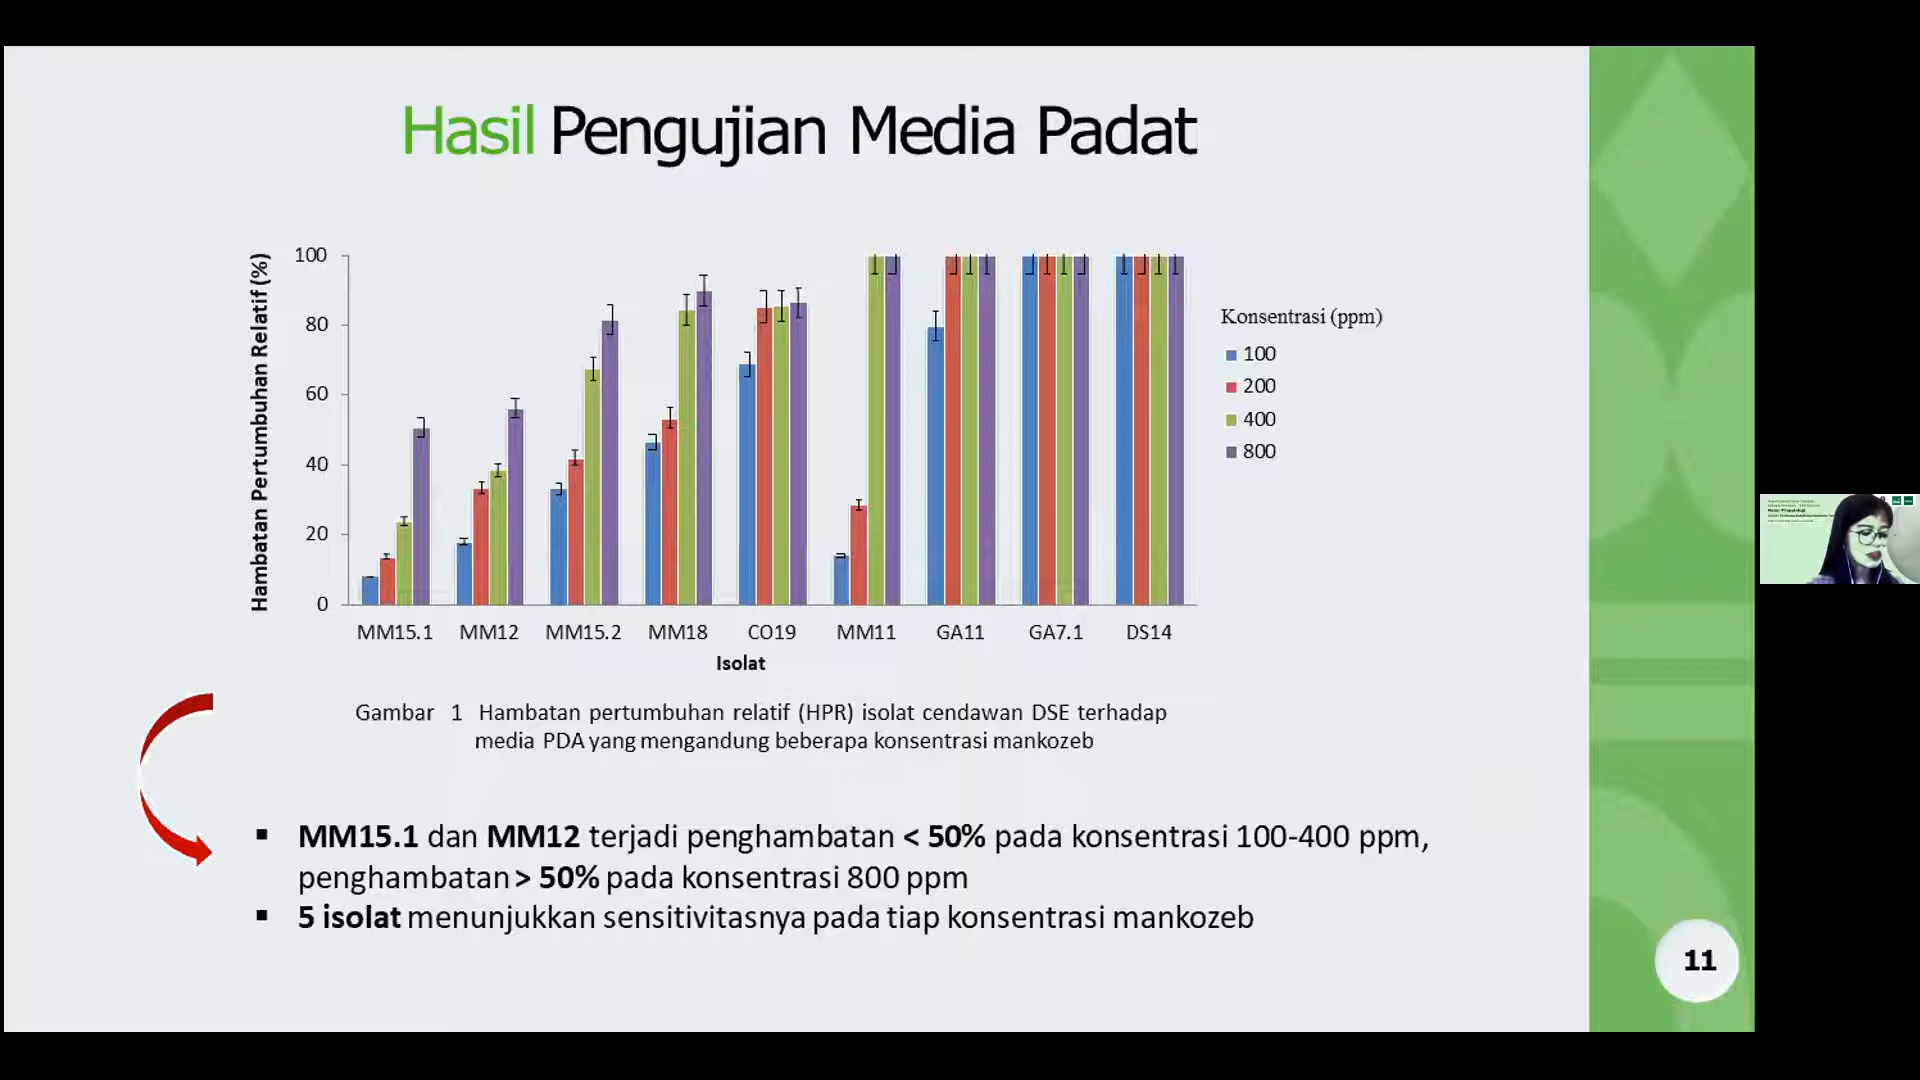 Hasil Pengujian Media Padat
Hambatan Pertumbuhan Relatif (%)
100
80
60
40
20
0
MM15.1 MM12 MM15.2 MM18 CO19 MM11 GA11 GA7.1 DS14
Isolat
Konsentrasi (ppm)
100
200
400
800
Gambar 1 Hambatan pertumbuhan relatif (HPR) isolat cendawan DSE terhadap
media PDA yang mengandung beberapa konsentrasi mankozeb
▪ MM15.1 dan MM12 terjadi penghambatan < 50% pada konsentrasi 100-400 ppm,
penghambatan > 50% pada konsentrasi 800 ppm
▪ 5 isolat menunjukkan sensitivitasnya pada tiap konsentrasi mankozeb
11